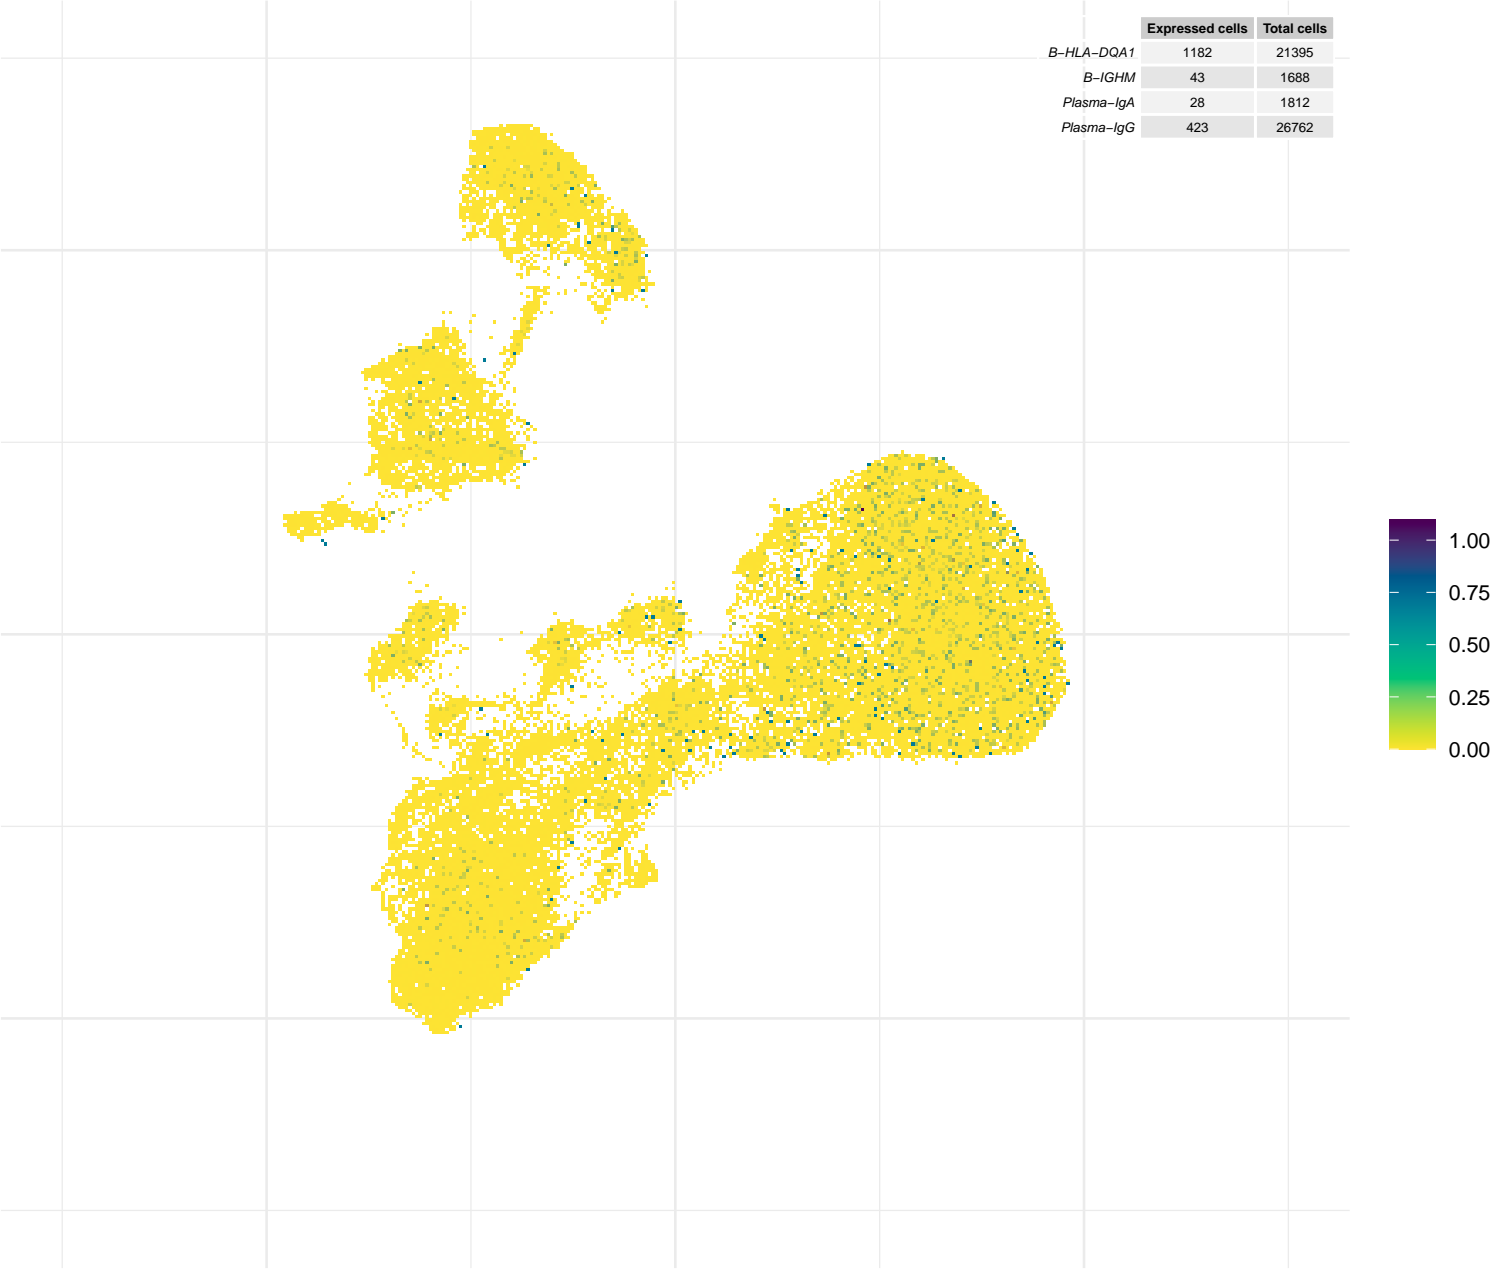 Expressed cells Total cells
B−HLA−DQA1 1182 21395
B−IGHM 43 1688
Plasma−IgA 28 1812
Plasma−IgG 423 26762
1.00
0.75
0.50
0.25
0.00